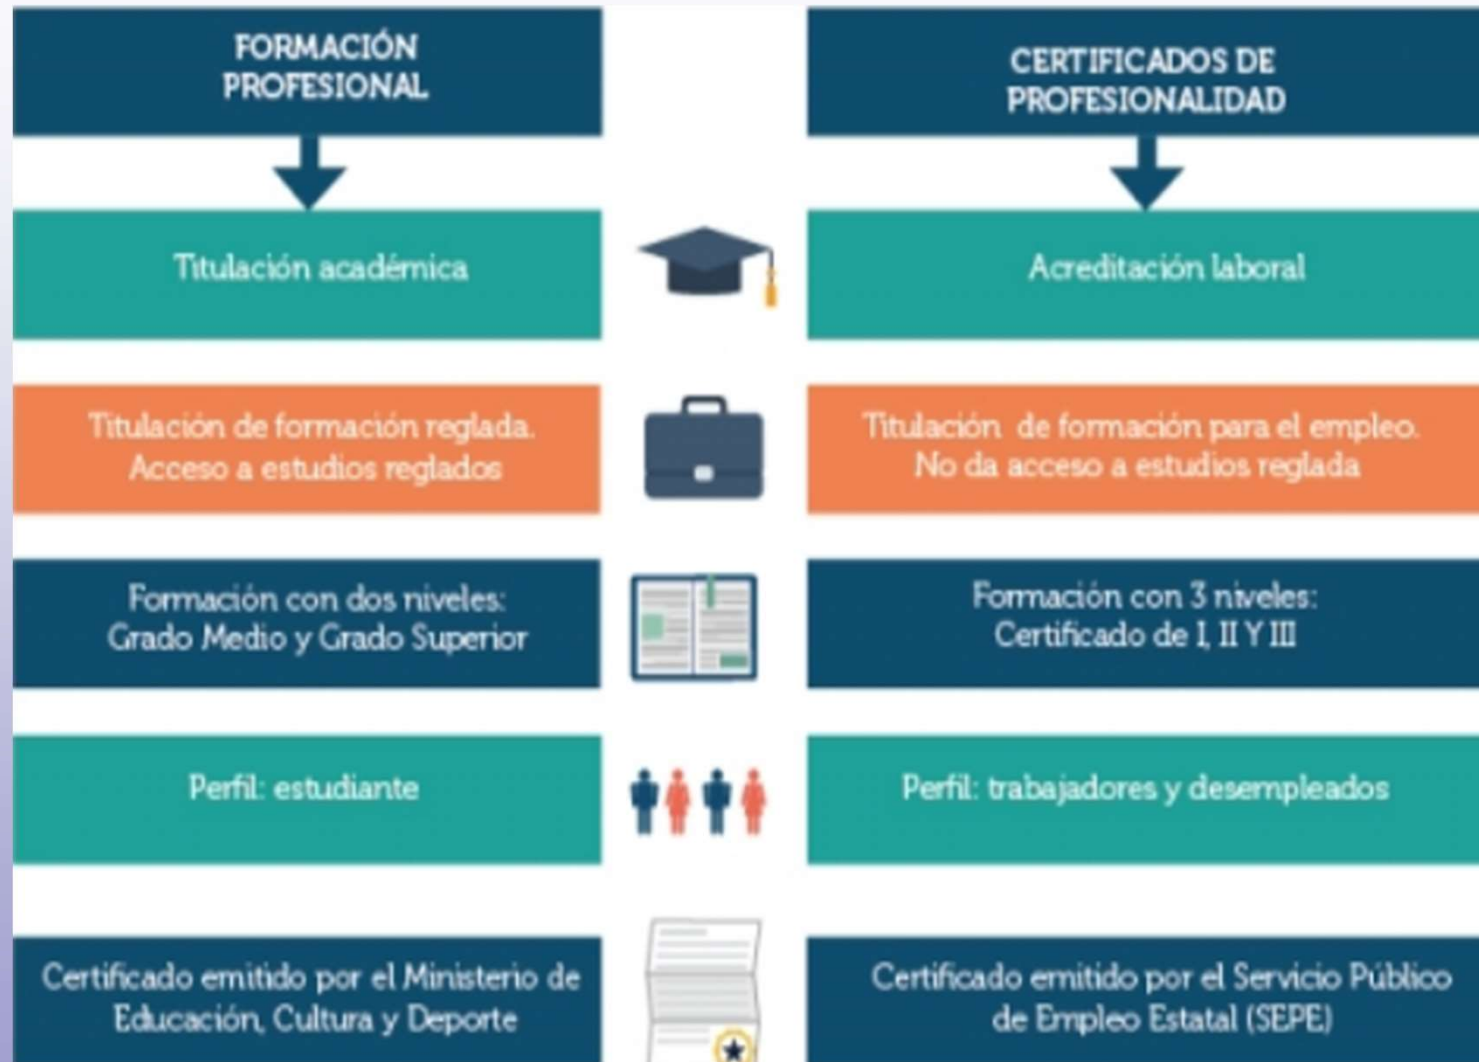 FORMACIÓN
PROFESIONAL
CERTIFICADOS DE
PROFESIONALIDAD
Titulación académica
Acreditación laboral
Titulación de formación reglada.
Acceso a estudios reglados
Titulación de formación para el empleo.
No da acceso a estudios reglada
Formación con dos niveles:
Grado Medio y Grado Superior
Formación con 3 niveles:
Certificado de I, II Y III
Perfil: estudiante
Perfil: trabajadores y desempleados
Certificado emitido por el Ministerio de
Educación, Cultura y Deporte
Certificado emitido por el Servicio Público
de Empleo Estatal (SEPE)